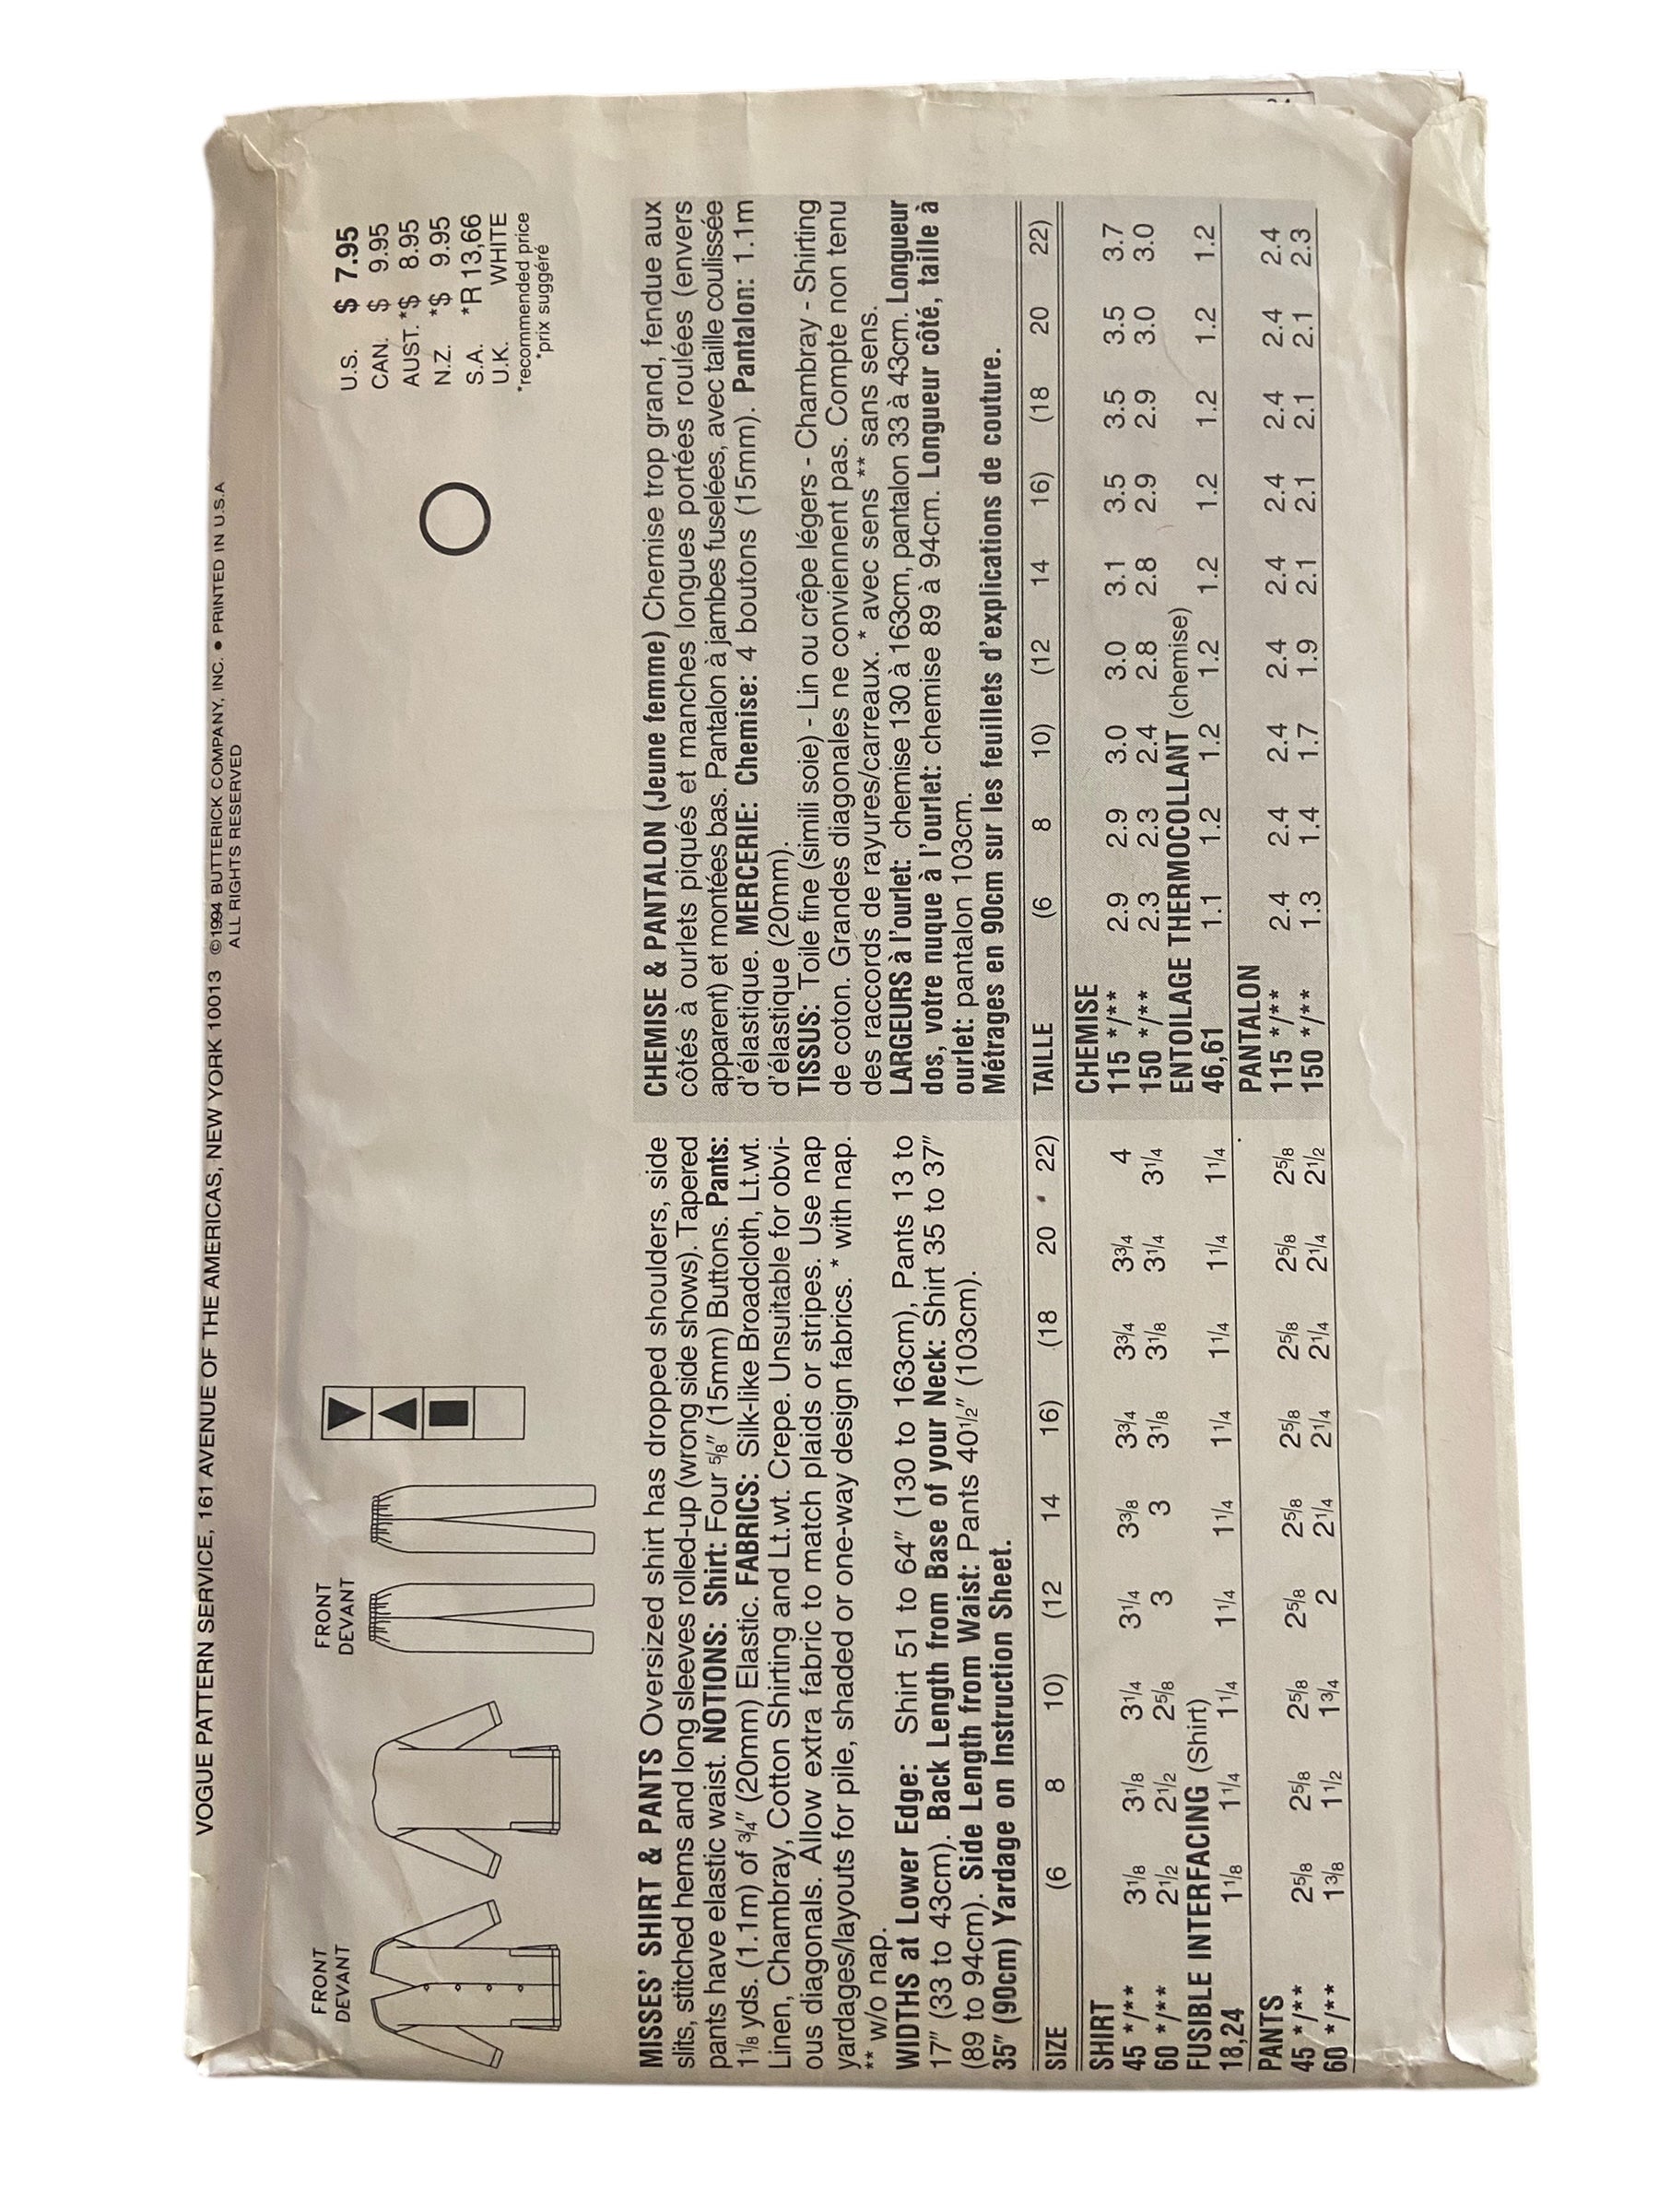 VOGUE PATTERN SERVICE, 161 AVENUE OF THE AMERICAS, NEW YORK 10013 ©1994 BUTTERICK COMPANY, INC. ● PRINTED IN U.S.A
ALL RIGHTS RESERVED
FRONT
DEVANT
FRONT
DEVANT
U.S. $ 7.95
CAN. $ 9.95
AUST. *$ 8.95
N.Z. *$ 9.95
S.A. *R 13,66
U.K. WHITE
*recommended price
*prix suggéré
MISSES' SHIRT & PANTS Oversized shirt has dropped shoulders, side
slits, stitched hems and long sleeves rolled-up (wrong side shows). Tapered
pants have elastic waist. NOTIONS: Shirt: Four 5/8" (15mm) Buttons. Pants:
1 1/8 yds. (1.1m) of 3/4" (20mm) Elastic. FABRICS: Silk-like Broadcloth, Lt.wt.
Linen, Chambray, Cotton Shirting and Lt.wt. Crepe. Unsuitable for obvi-
ous diagonals. Allow extra fabric to match plaids or stripes. Use nap
yardages/layouts for pile, shaded or one-way design fabrics. * with nap.
** w/o nap.
WIDTHS at Lower Edge: Shirt 51 to 64" (130 to 163cm), Pants 13 to
17" (33 to 43cm). Back Length from Base of your Neck: Shirt 35 to 37"
(89 to 94cm). Side Length from Waist: Pants 40 1/2" (103cm).
35" (90cm) Yardage on Instruction Sheet.
SIZE (6 8 10) (12 14 16) (18 20 22)
SHIRT
45 */** 3 1/8 3 1/8 3 1/4 3 1/4 3 3/8 3 3/4 3 3/4 3 3/4 4
60 */** 2 1/2 2 1/2 2 5/8 3 3 3 1/8 3 1/8 3 1/4 3 1/4
FUSIBLE INTERFACING (Shirt)
18,24 1 1/8 1 1/4 1 1/4 1 1/4 1 1/4 1 1/4 1 1/4 1 1/4 1 1/4
PANTS
45 */** 2 5/8 2 5/8 2 5/8 2 5/8 2 5/8 2 5/8 2 5/8 2 5/8 2 5/8
60 */** 1 3/8 1 1/2 1 3/4 2 2 1/4 2 1/4 2 1/4 2 1/4 2 1/2
CHEMISE & PANTALON (Jeune femme) Chemise trop grand, fendue aux
côtés à ourlets piqués et manches longues portées roulées (envers
apparent) et montées bas. Pantalon à jambes fuselées, avec taille coulissée
d'élastique. MERCERIE: Chemise: 4 boutons (15mm). Pantalon: 1.1m
d'élastique (20mm).
TISSUS: Toile fine (simili soie) - Lin ou crêpe légers - Chambray - Shirting
de coton. Grandes diagonales ne conviennent pas. Compte non tenu
des raccords de rayures/carreaux. * avec sens ** sans sens.
LARGEURS à l'ourlet: chemise 130 à 163cm, pantalon 33 à 43cm. Longueur
dos, votre nuque à l'ourlet: chemise 89 à 94cm. Longueur côté, taille à
ourlet: pantalon 103cm.
Métrages en 90cm sur les feuillets d'explications de couture.
TAILLE (6 8 10) (12 14 16) (18 20 22)
CHEMISE
115 */** 2.9 2.9 3.0 3.0 3.1 3.5 3.5 3.5 3.7
150 */** 2.3 2.3 2.4 2.8 2.8 2.9 2.9 3.0 3.0
ENTOILAGE THERMOCOLLANT (chemise)
46,61 1.1 1.2 1.2 1.2 1.2 1.2 1.2 1.2 1.2
PANTALON
115 */** 2.4 2.4 2.4 2.4 2.4 2.4 2.4 2.4 2.4
150 */** 1.3 1.4 1.7 1.9 2.1 2.1 2.1 2.1 2.3